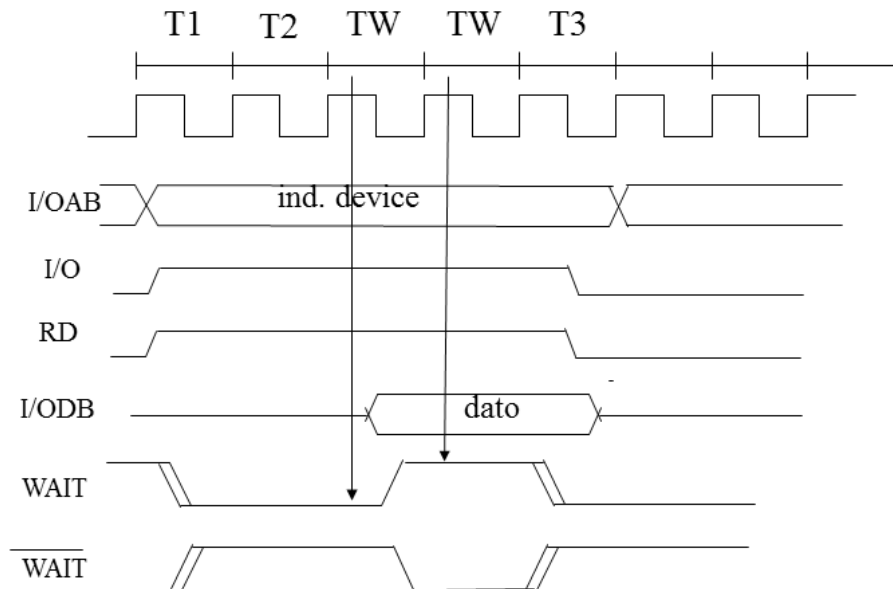 T1 T2 TW TW T3
I/OAB ind. device
I/O
RD
I/ODB dato
WAIT
WAIT